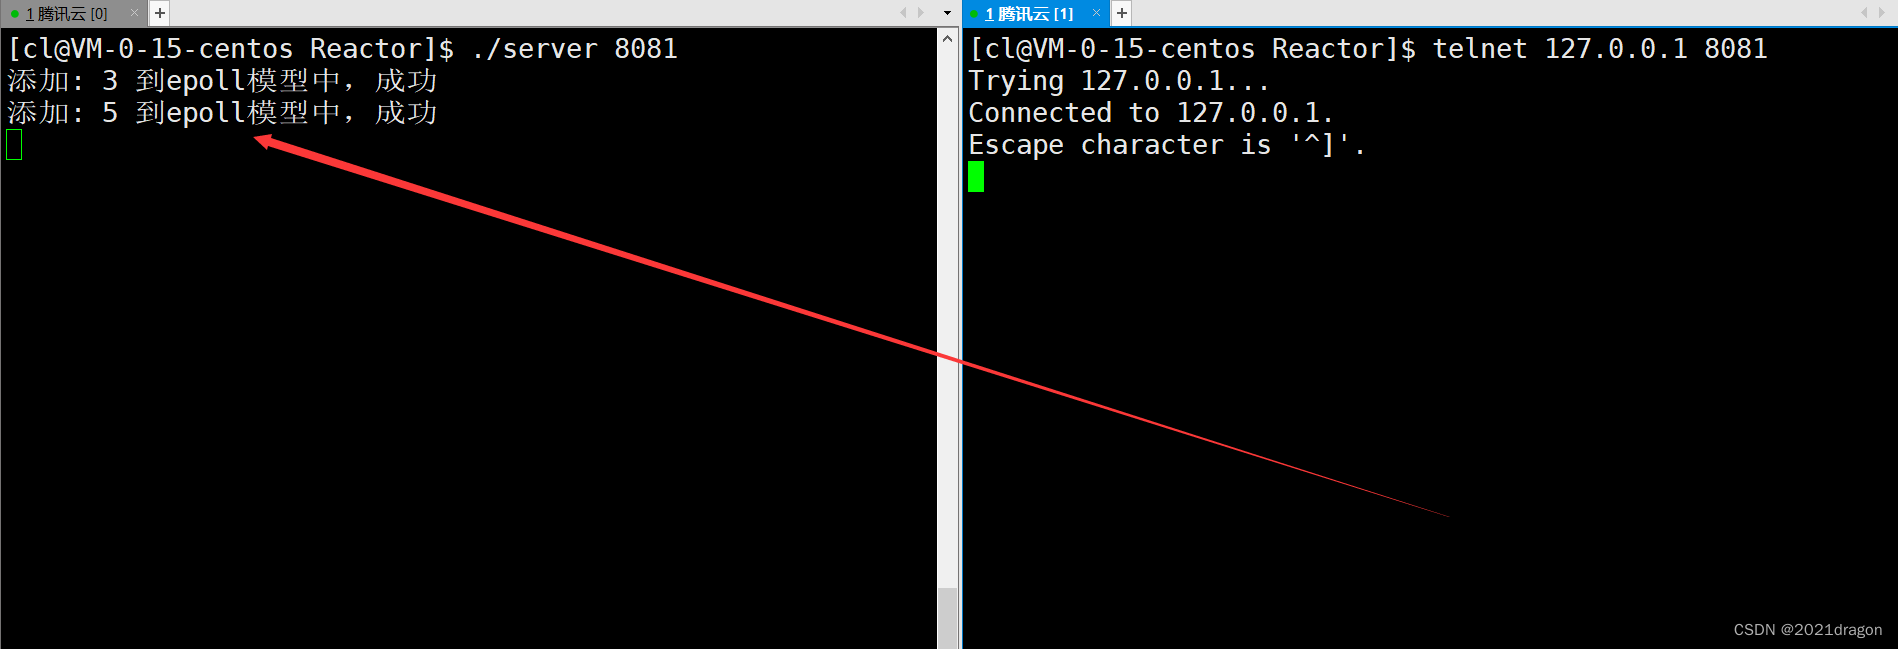 1 腾讯云 [0] × +
[cl@VM-0-15-centos Reactor]$ ./server 8081
添加: 3 到epoll模型中，成功
添加: 5 到epoll模型中，成功
1 腾讯云 [1] × +
[cl@VM-0-15-centos Reactor]$ telnet 127.0.0.1 8081
Trying 127.0.0.1...
Connected to 127.0.0.1.
Escape character is '^]'.
CSDN @2021dragon